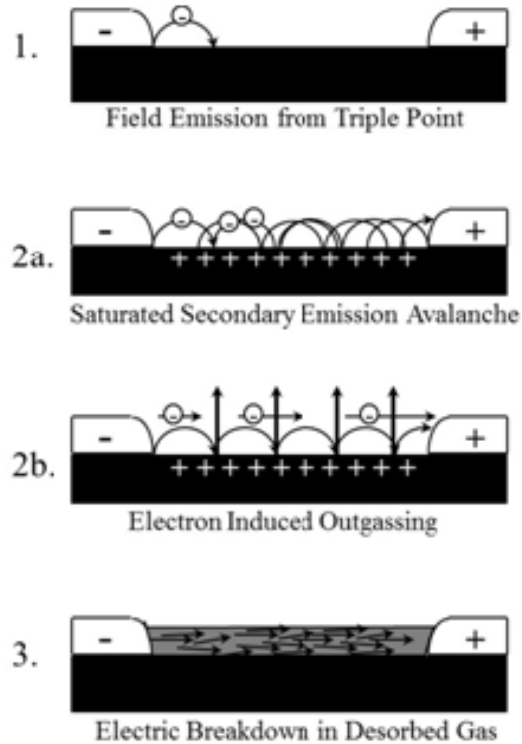 1.
- +
Field Emission from Triple Point
2a.
- - - - +
+ + + + + + + + + +
Saturated Secondary Emission Avalanche
2b.
- - - - +
+ + + + + + + + + +
Electron Induced Outgassing
3.
- +
Electric Breakdown in Desorbed Gas